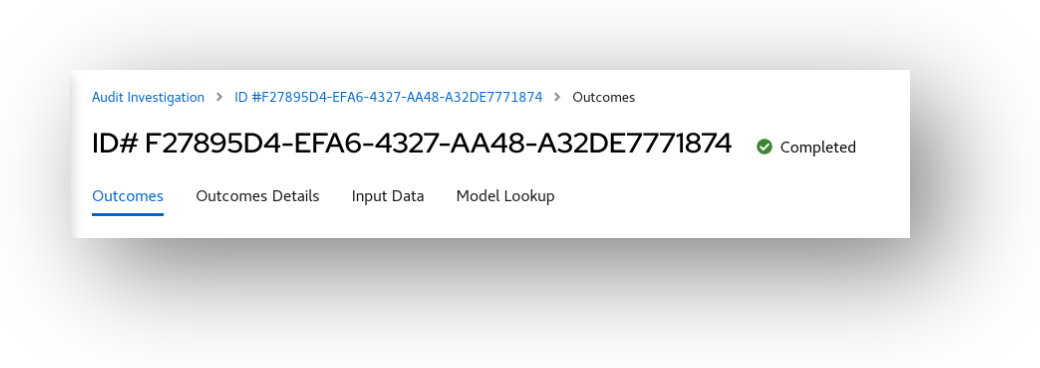 Audit Investigation > ID #F27895D4-EFA6-4327-AA48-A32DE7771874 > Outcomes
ID# F27895D4-EFA6-4327-AA48-A32DE7771874 Completed
Outcomes Outcomes Details Input Data Model Lookup